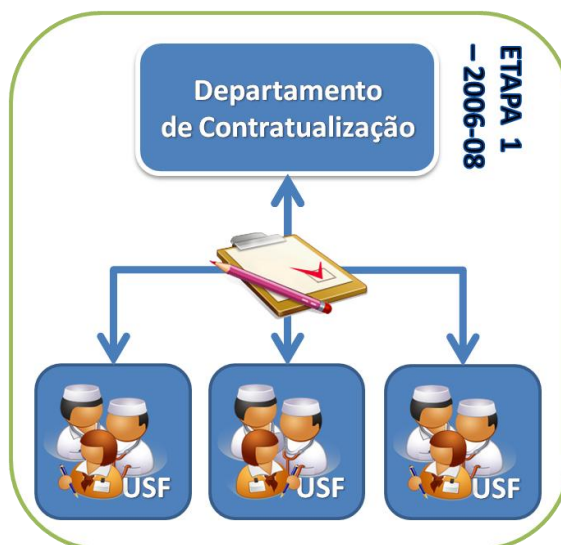 Departamento
de Contratualização
ETAPA 1
– 2006-08
USF
USF
USF